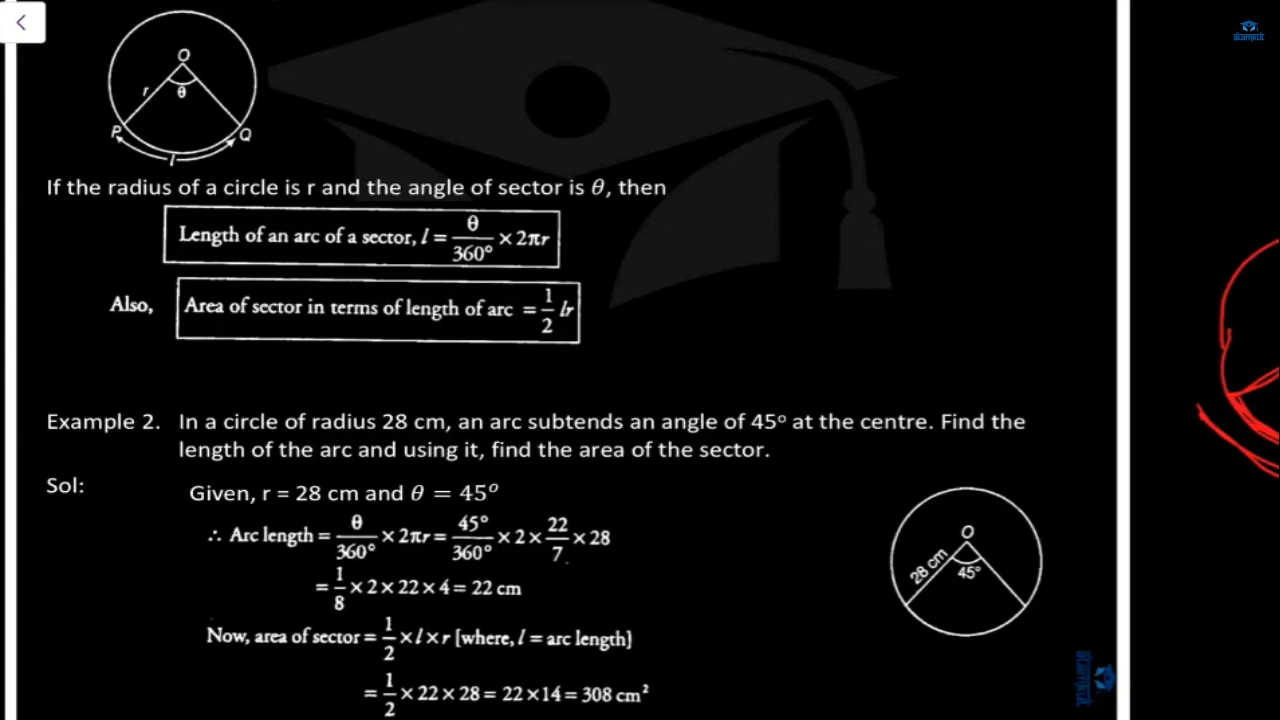 O
r
θ
P
Q
l
If the radius of a circle is r and the angle of sector is θ, then
Length of an arc of a sector, l = θ/360° × 2πr
Also, Area of sector in terms of length of arc = 1/2 lr
Example 2. In a circle of radius 28 cm, an arc subtends an angle of 45° at the centre. Find the
length of the arc and using it, find the area of the sector.
Sol:
Given, r = 28 cm and θ = 45°
∴ Arc length = θ/360° × 2πr = 45°/360° × 2 × 22/7 × 28
= 1/8 × 2 × 22 × 4 = 22 cm
Now, area of sector = 1/2 × l × r [where, l = arc length]
= 1/2 × 22 × 28 = 22 × 14 = 308 cm²
O
28 cm
45°
atamkut
atamkut